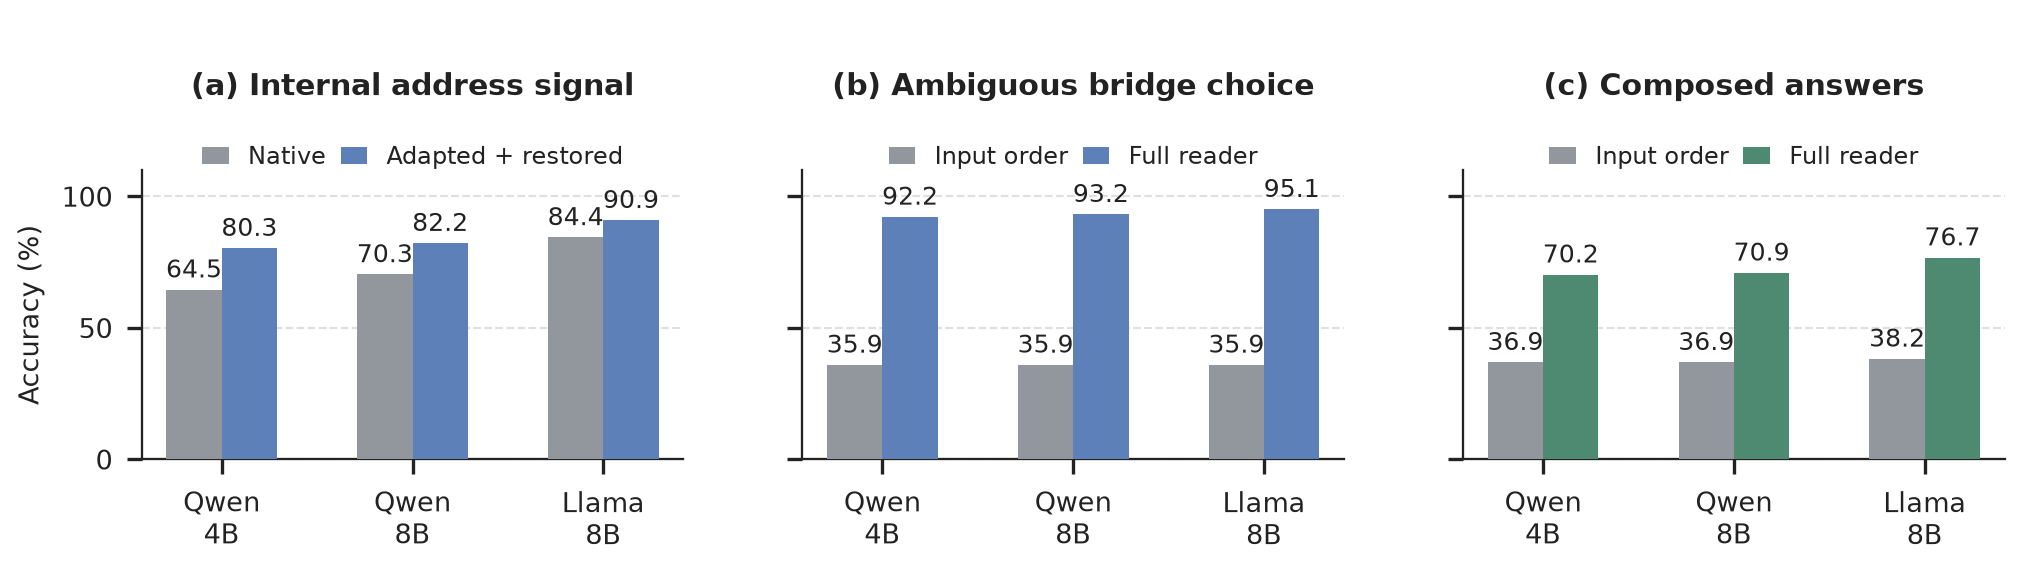 (a) Internal address signal
Native Adapted + restored
Accuracy (%)
100
50
0
64.5 80.3 70.3 82.2 84.4 90.9
Qwen 4B
Qwen 8B
Llama 8B
(b) Ambiguous bridge choice
Input order Full reader
35.9 92.2 35.9 93.2 35.9 95.1
Qwen 4B
Qwen 8B
Llama 8B
(c) Composed answers
Input order Full reader
36.9 70.2 36.9 70.9 38.2 76.7
Qwen 4B
Qwen 8B
Llama 8B